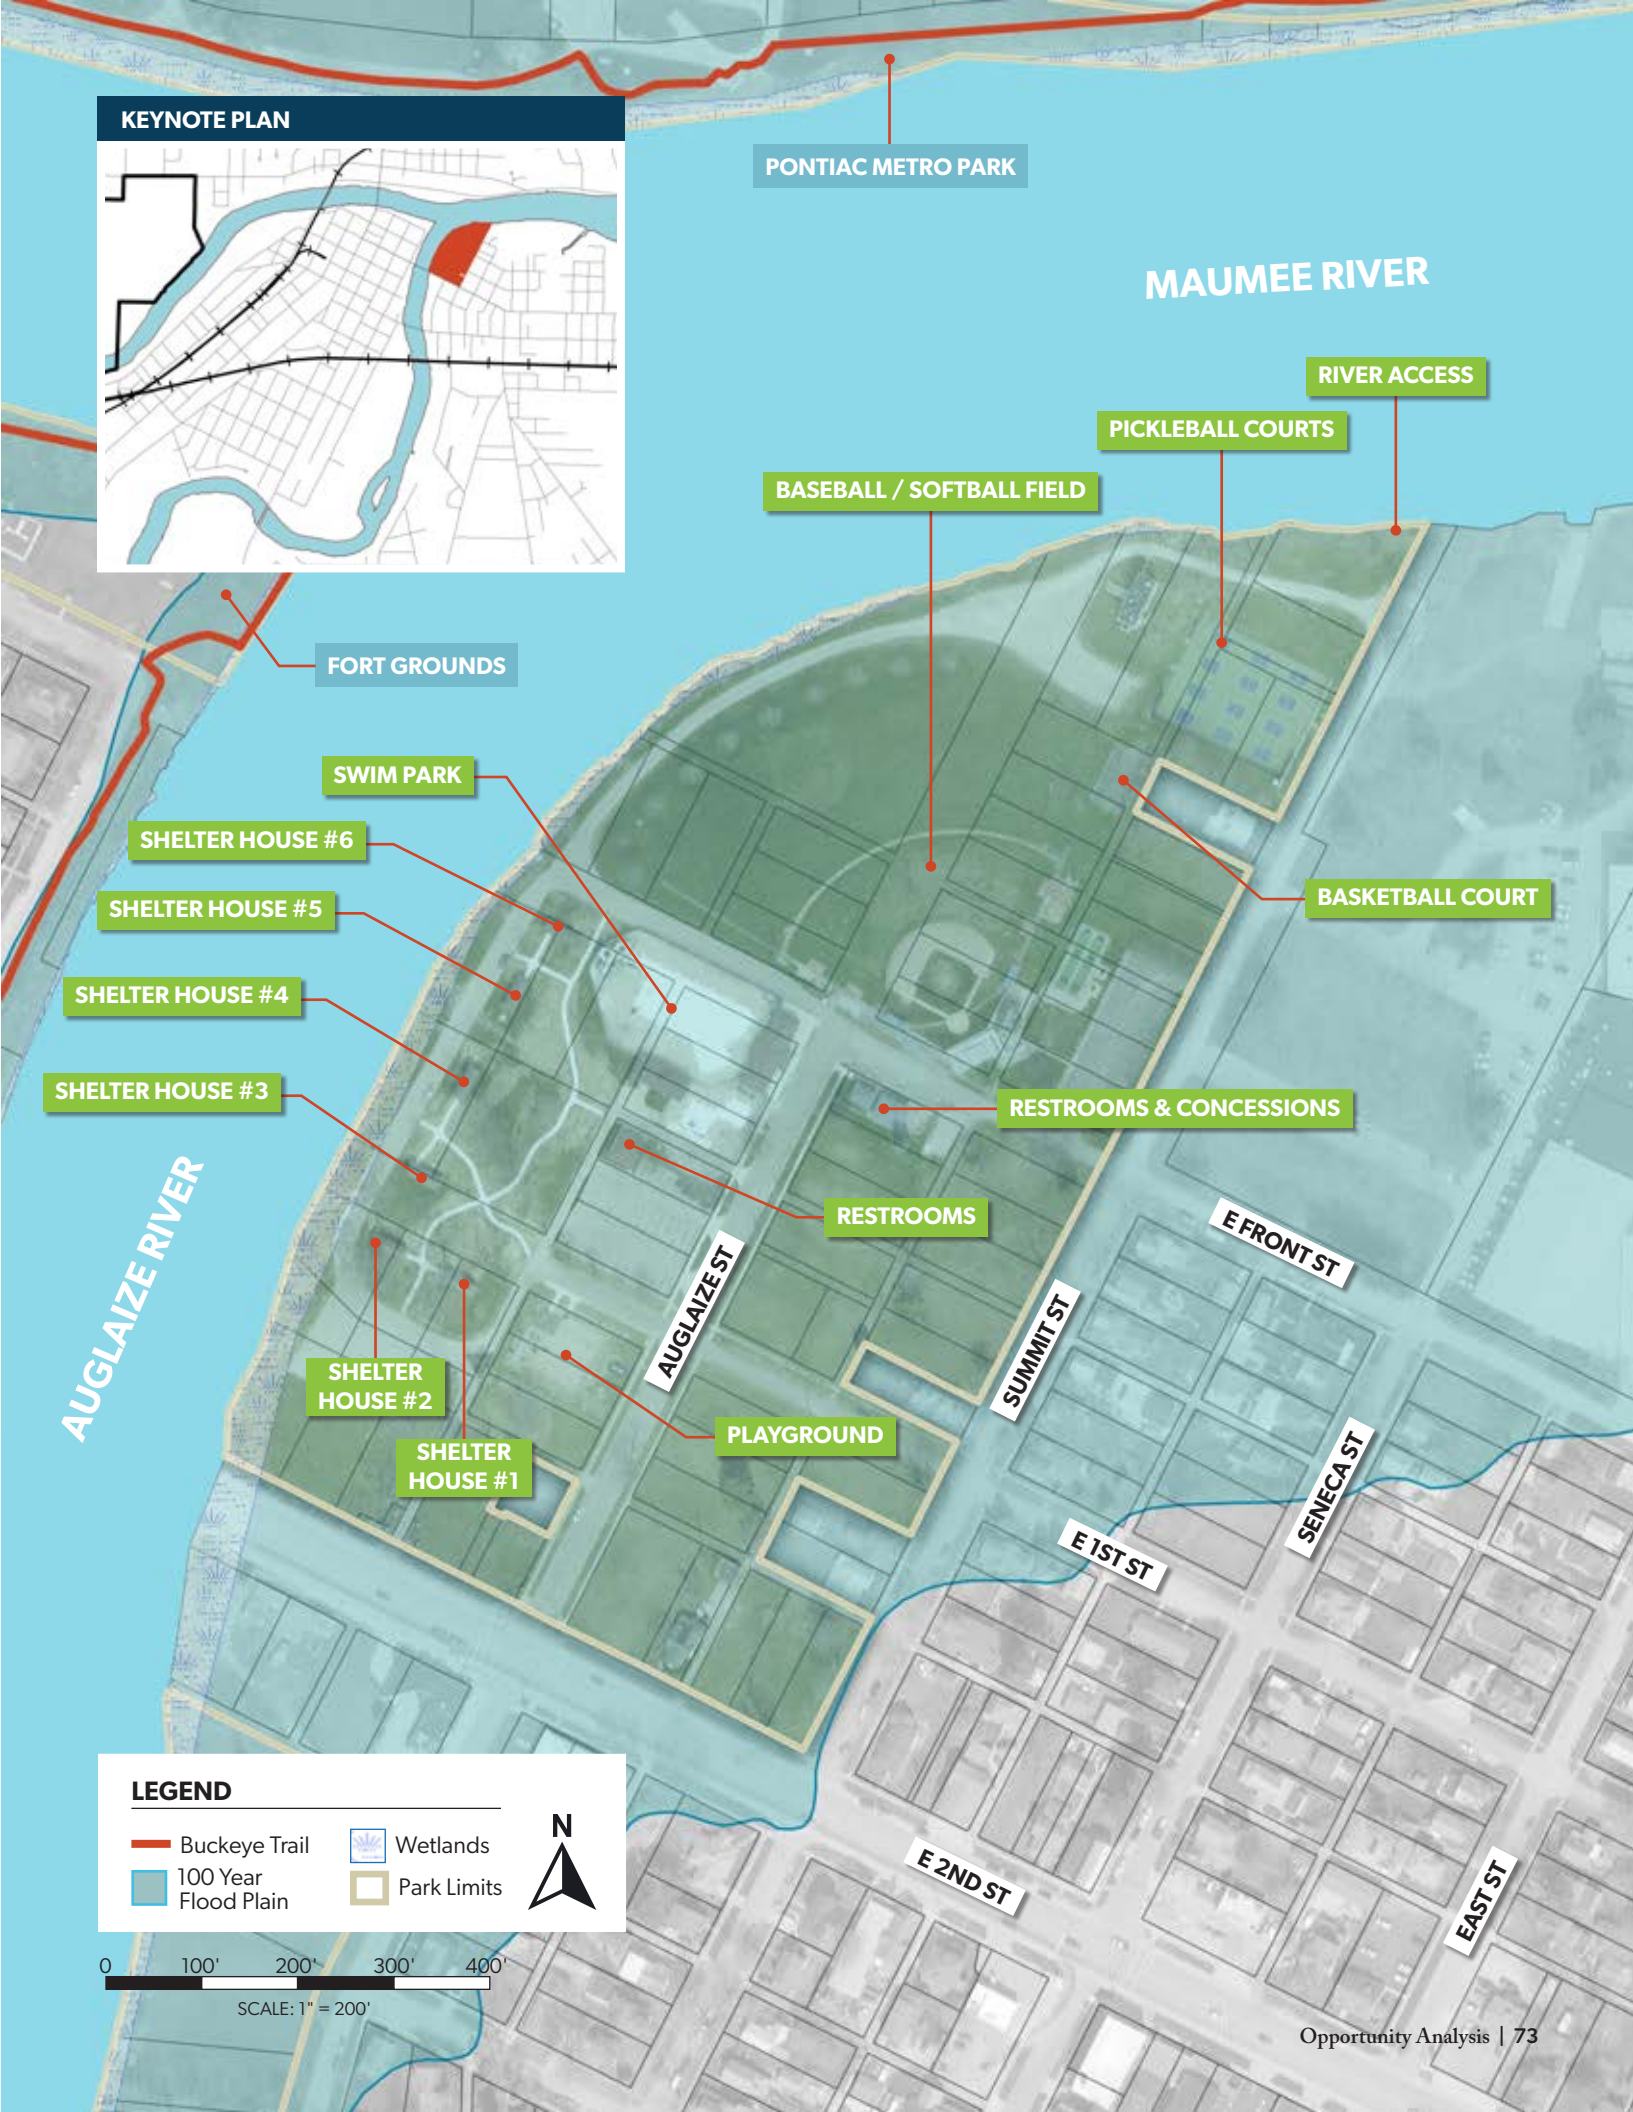 KEYNOTE PLAN
PONTIAC METRO PARK
MAUMEE RIVER
RIVER ACCESS
PICKLEBALL COURTS
BASEBALL / SOFTBALL FIELD
FORT GROUNDS
SWIM PARK
SHELTER HOUSE #6
BASKETBALL COURT
SHELTER HOUSE #5
SHELTER HOUSE #4
SHELTER HOUSE #3
RESTROOMS & CONCESSIONS
RESTROOMS
AUGLAIZE RIVER
E FRONT ST
AUGLAIZE ST
SUMMIT ST
SHELTER
HOUSE #2
PLAYGROUND
SHELTER
HOUSE #1
SENECA ST
E 1ST ST
LEGEND
Buckeye Trail
Wetlands
100 Year
Flood Plain
Park Limits
N
E 2ND ST
EAST ST
0 100' 200' 300' 400'
SCALE: 1" = 200'
Opportunity Analysis | 73